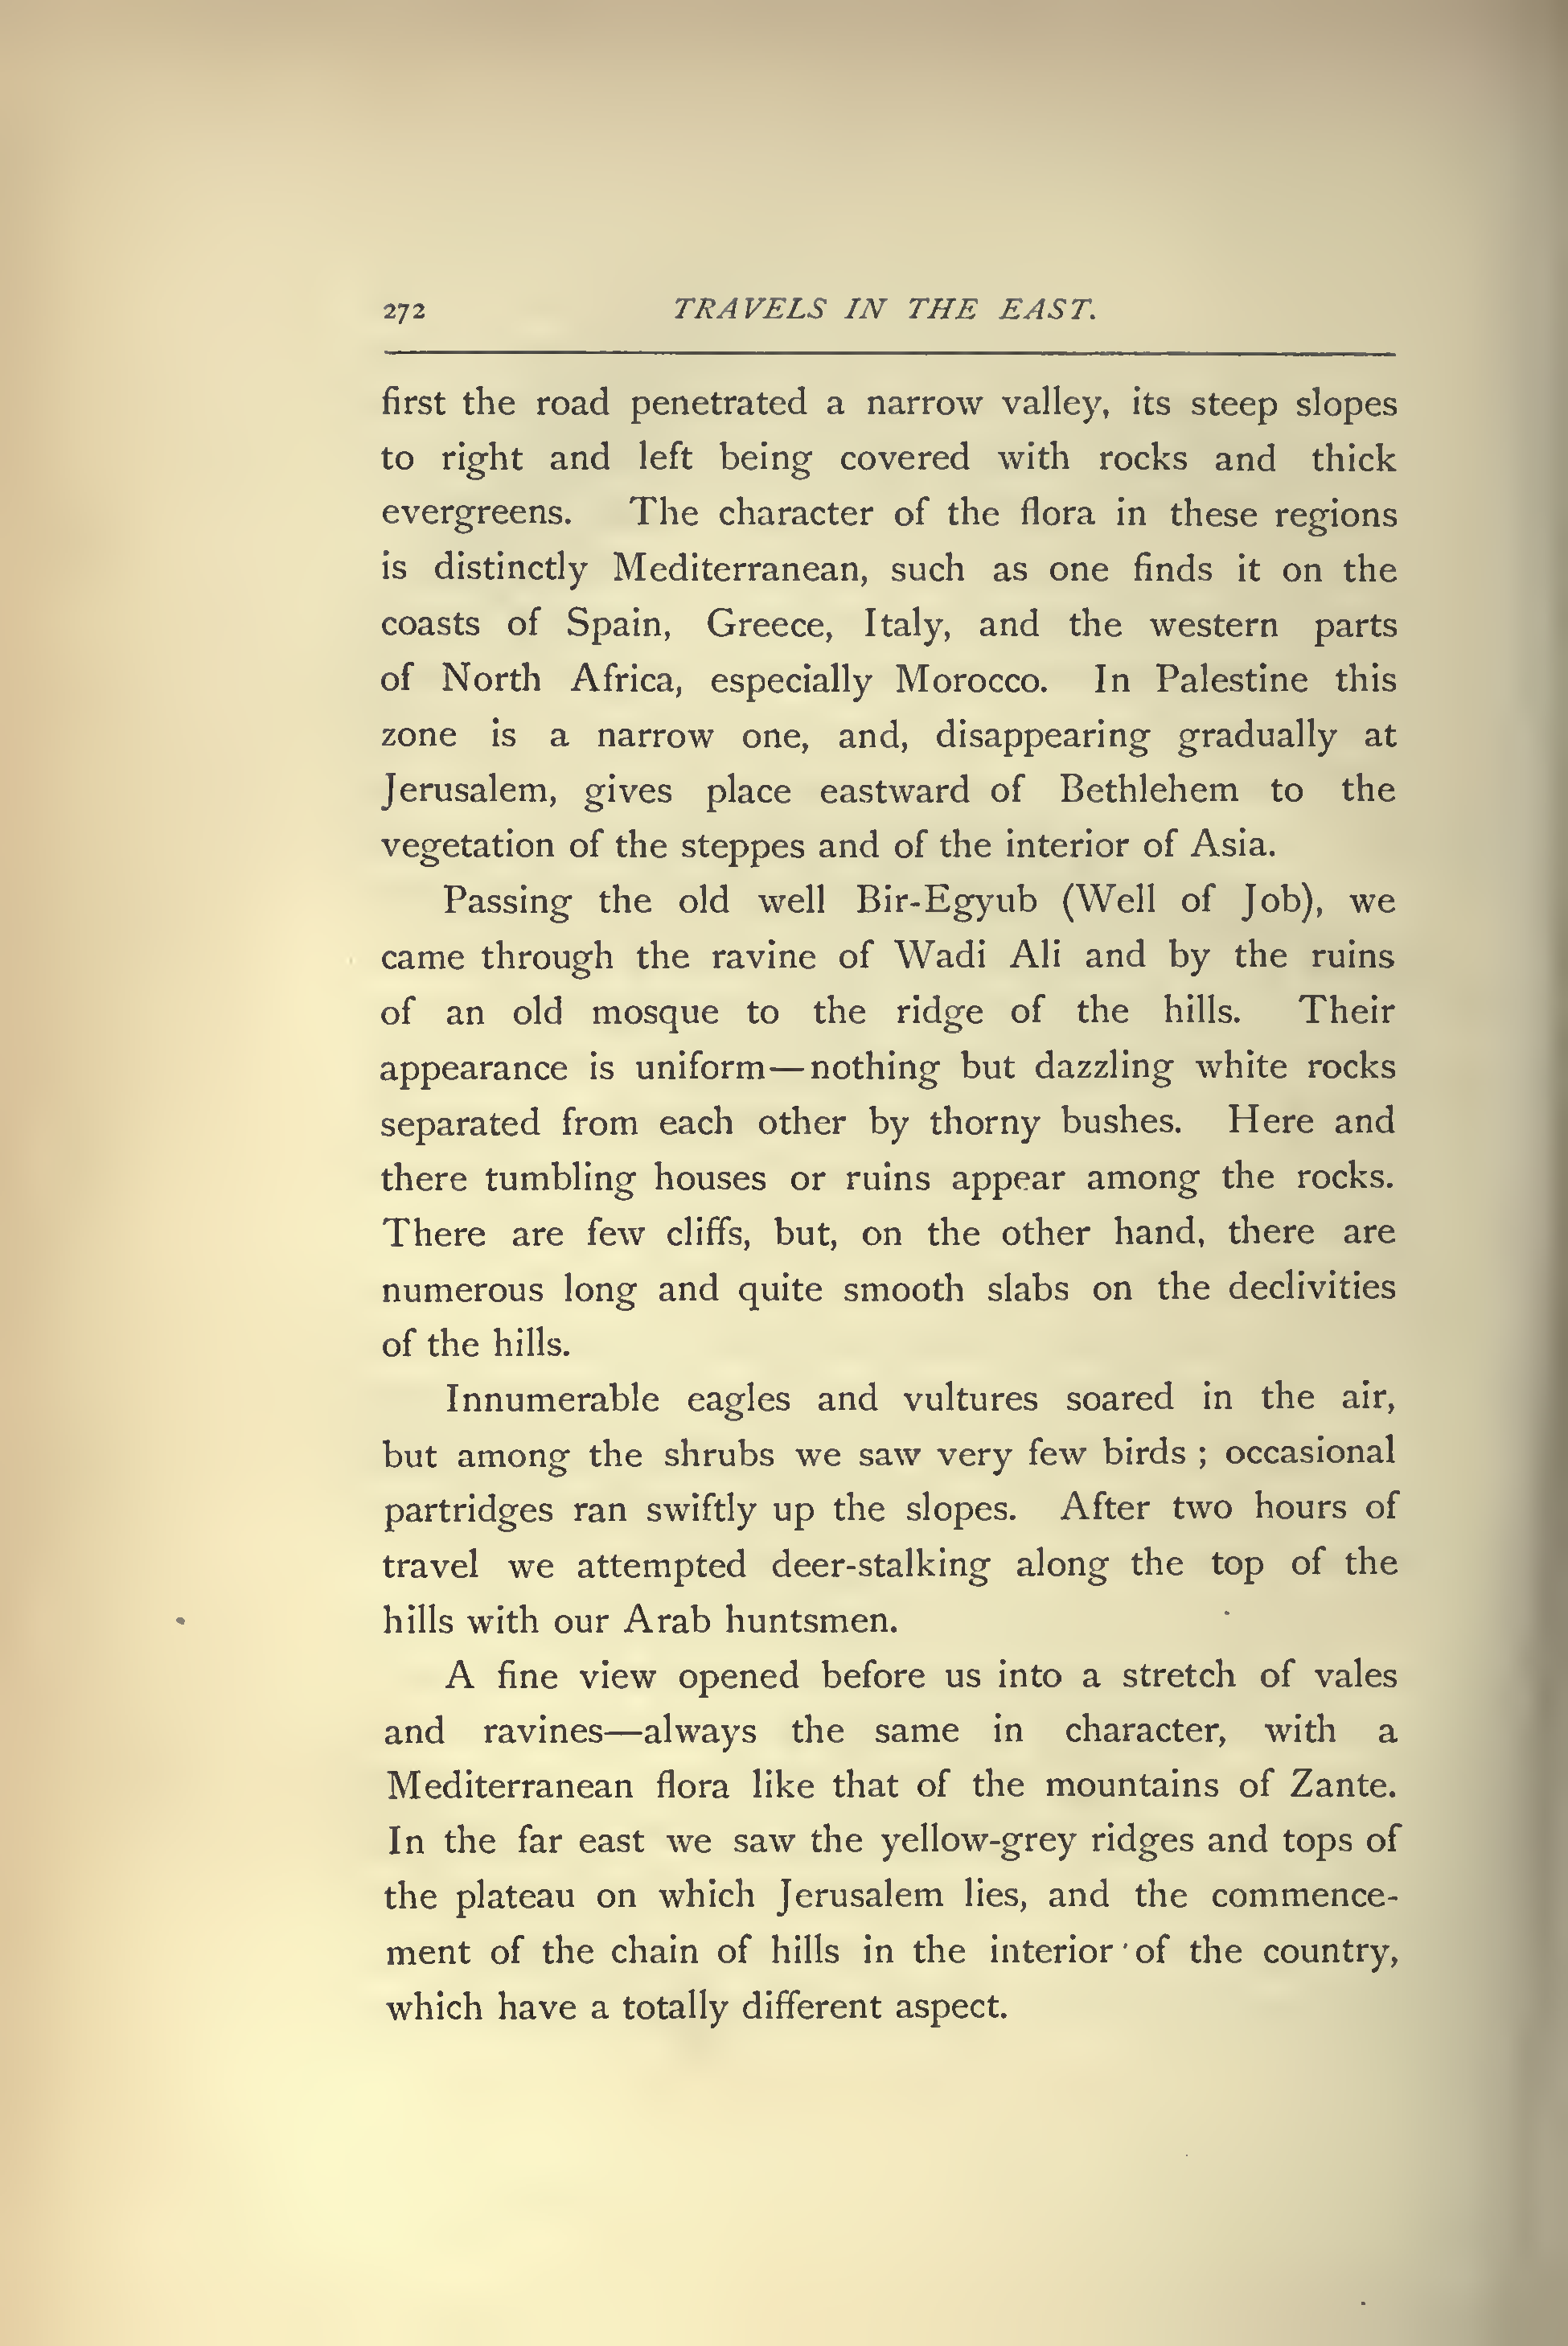 272 TRAVELS IN THE EAST.
first the road penetrated a narrow valley, its steep slopes
to right and left being covered with rocks and thick
evergreens. The character of the flora in these regions
is distinctly Mediterranean, such as one finds it on the
coasts of Spain, Greece, Italy, and the western parts
of North Africa, especially Morocco. In Palestine this
zone is a narrow one, and, disappearing gradually at
Jerusalem, gives place eastward of Bethlehem to the
vegetation of the steppes and of the interior of Asia.
Passing the old well Bir-Egyub (Well of Job), we
came through the ravine of Wadi Ali and by the ruins
of an old mosque to the ridge of the hills. Their
appearance is uniform—nothing but dazzling white rocks
separated from each other by thorny bushes. Here and
there tumbling houses or ruins appear among the rocks.
There are few cliffs, but, on the other hand, there are
numerous long and quite smooth slabs on the declivities
of the hills.
Innumerable eagles and vultures soared in the air,
but among the shrubs we saw very few birds ; occasional
partridges ran swiftly up the slopes. After two hours of
travel we attempted deer-stalking along the top of the
hills with our Arab huntsmen.
A fine view opened before us into a stretch of vales
and ravines—always the same in character, with a
Mediterranean flora like that of the mountains of Zante.
In the far east we saw the yellow-grey ridges and tops of
the plateau on which Jerusalem lies, and the commence-
ment of the chain of hills in the interior of the country,
which have a totally different aspect.